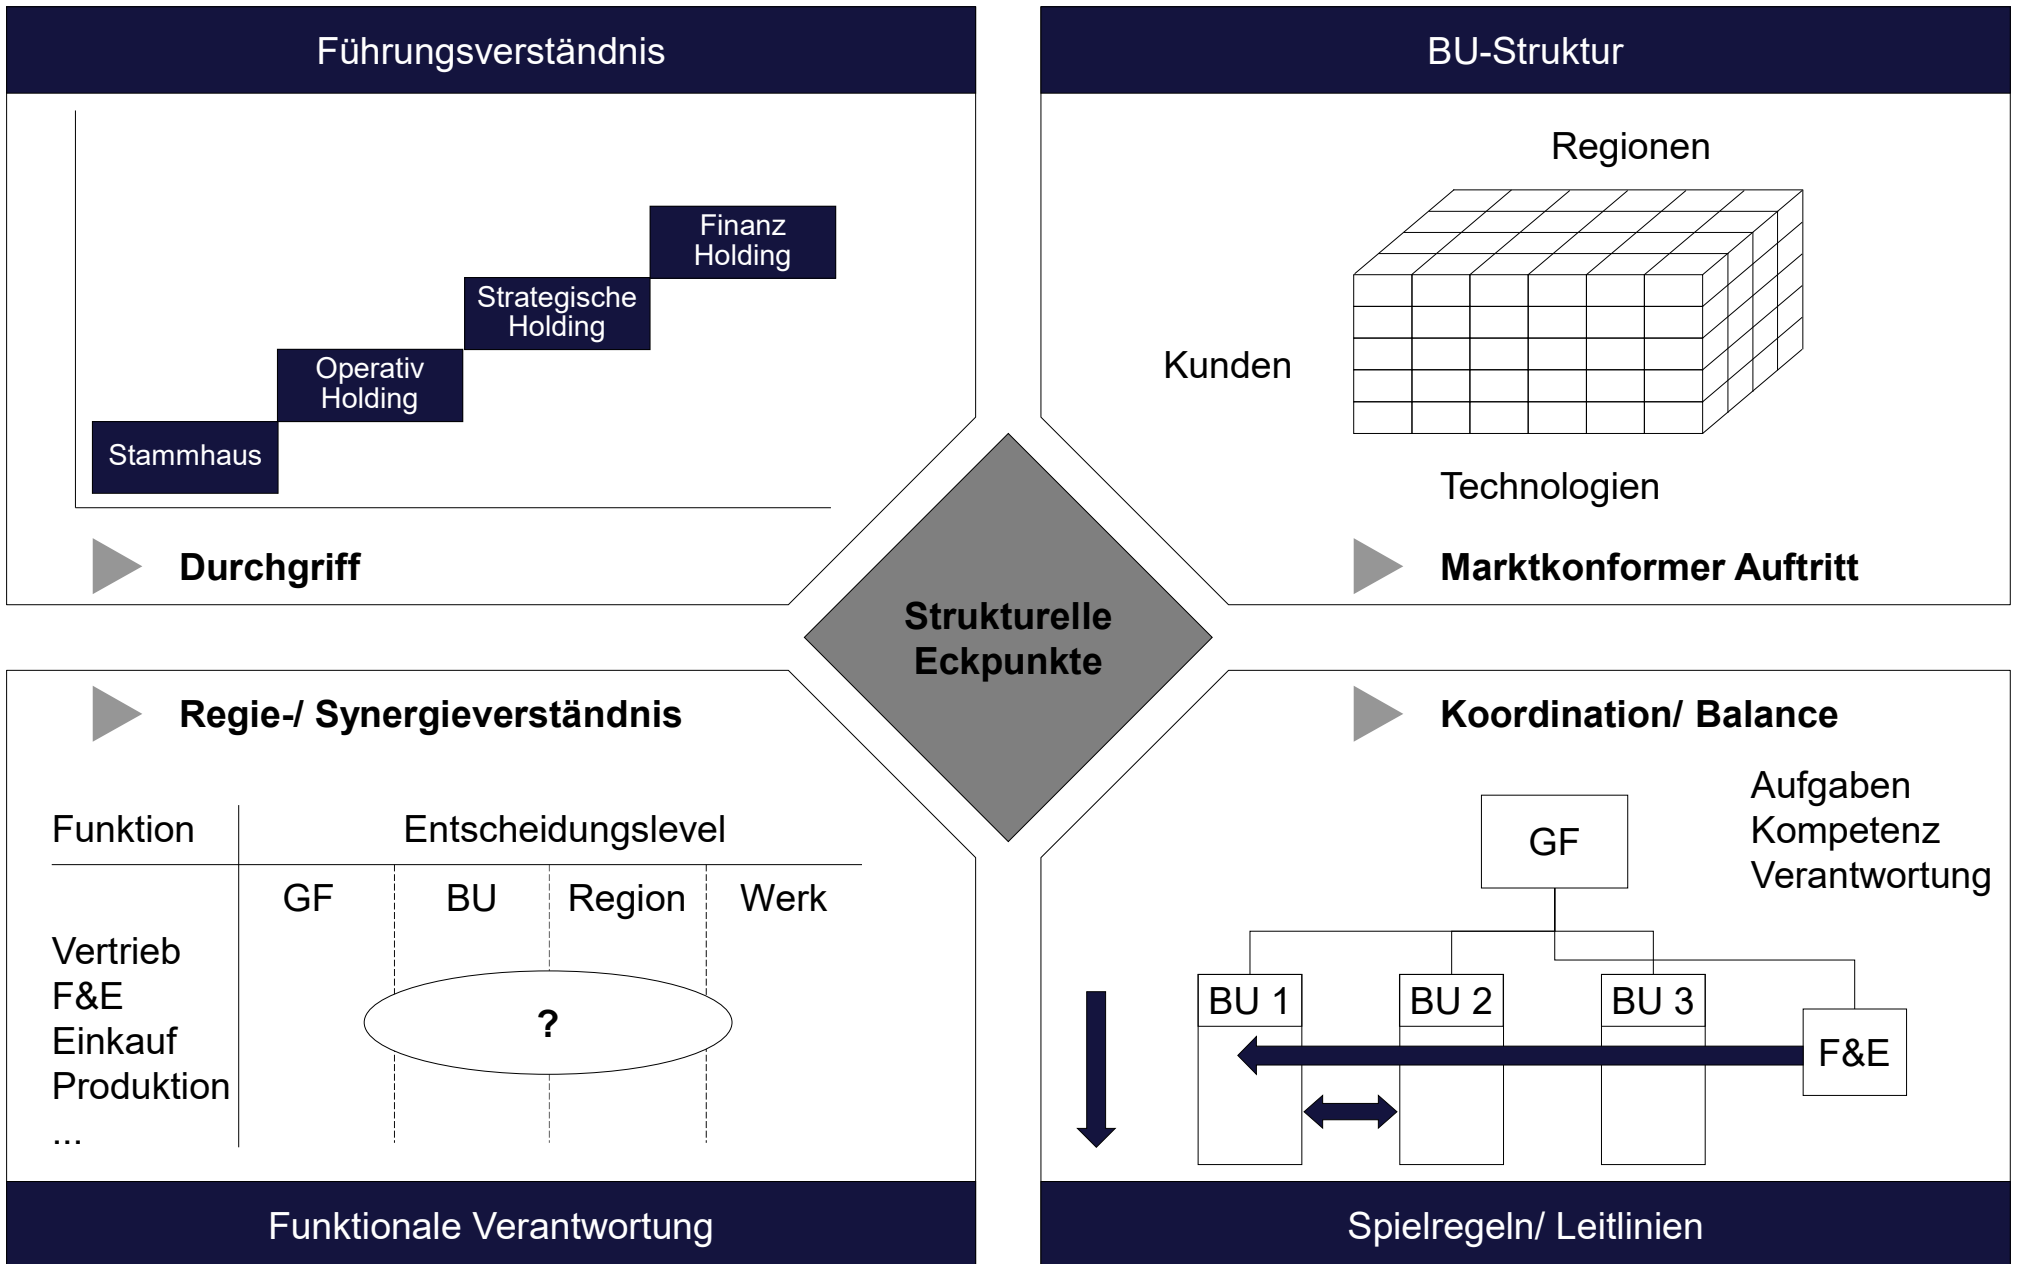 Führungsverständnis
Finanz
Holding
Strategische
Holding
Operativ
Holding
Stammhaus
Durchgriff
BU-Struktur
Regionen
Kunden
Technologien
Marktkonformer Auftritt
Strukturelle
Eckpunkte
Regie-/ Synergieverständnis
Funktion Entscheidungslevel
GF BU Region Werk
Vertrieb
F&E
Einkauf
Produktion
...
?
Funktionale Verantwortung
Koordination/ Balance
Aufgaben
Kompetenz
Verantwortung
GF
BU 1 BU 2 BU 3
F&E
Spielregeln/ Leitlinien